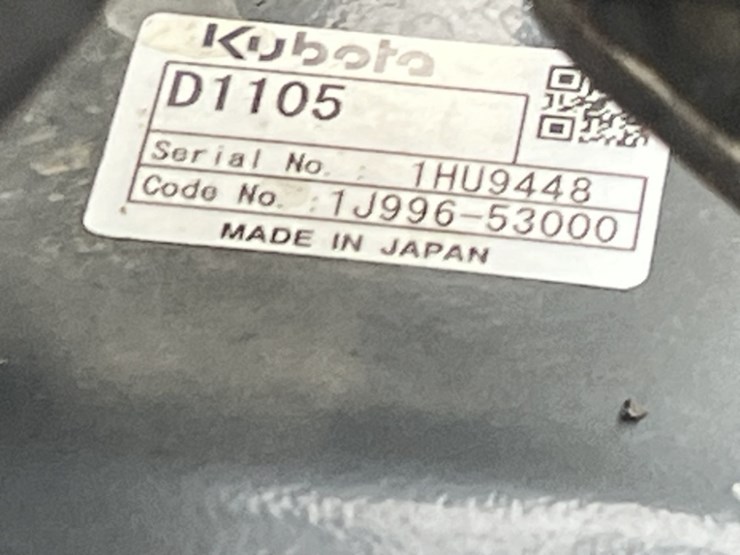 Kubota
D1105
Serial No. : 1HU9448
Code No. : 1J996-53000
MADE IN JAPAN